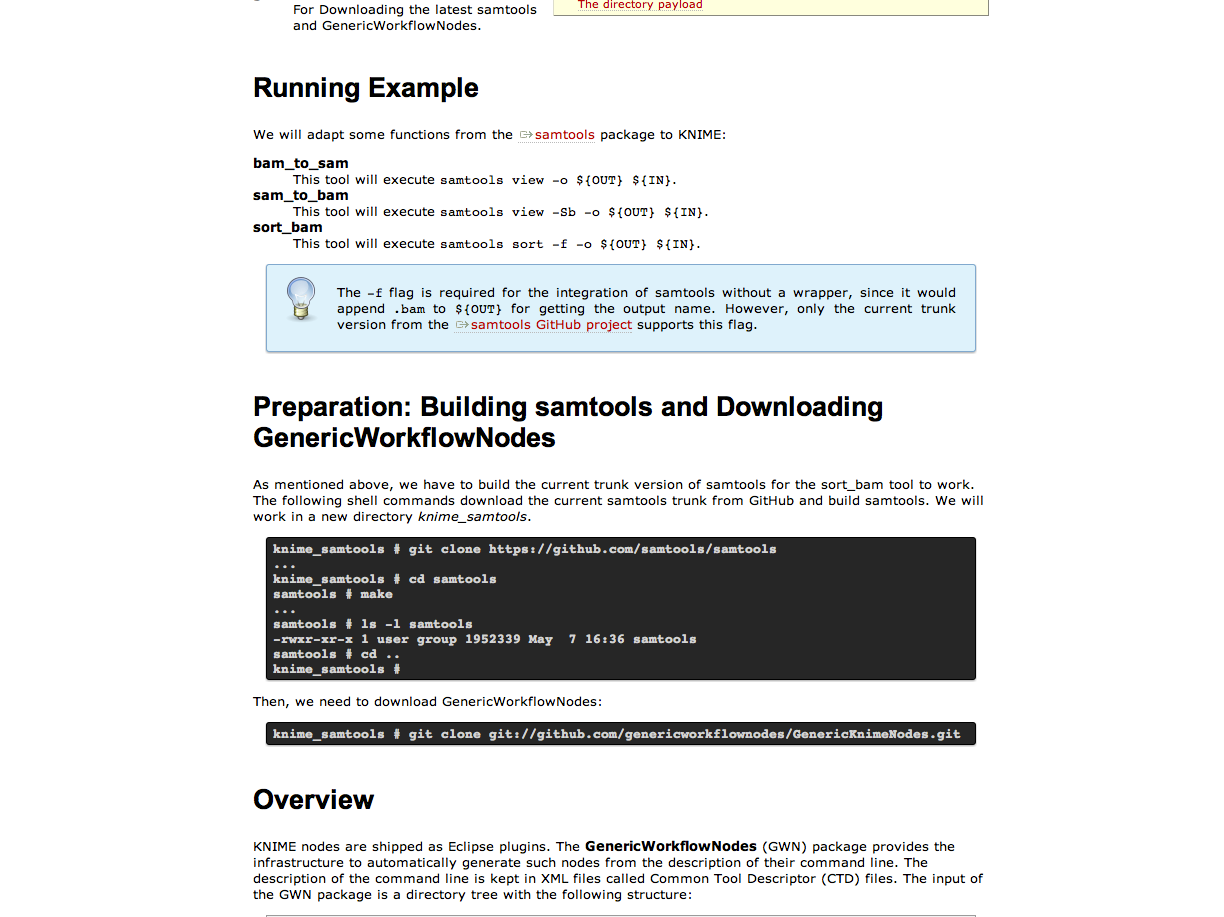 For Downloading the latest samtools
and GenericWorkflowNodes.
The directory payload
Running Example
We will adapt some functions from the samtools package to KNIME:
bam_to_sam
This tool will execute samtools view -o ${OUT} ${IN}.
sam_to_bam
This tool will execute samtools view -Sb -o ${OUT} ${IN}.
sort_bam
This tool will execute samtools sort -f -o ${OUT} ${IN}.
The -f flag is required for the integration of samtools without a wrapper, since it would
append .bam to ${OUT} for getting the output name. However, only the current trunk
version from the samtools GitHub project supports this flag.
Preparation: Building samtools and Downloading
GenericWorkflowNodes
As mentioned above, we have to build the current trunk version of samtools for the sort_bam tool to work.
The following shell commands download the current samtools trunk from GitHub and build samtools. We will
work in a new directory knime_samtools.
knime_samtools # git clone https://github.com/samtools/samtools
...
knime_samtools # cd samtools
samtools # make
...
samtools # ls -l samtools
-rwxr-xr-x 1 user group 1952339 May  7 16:36 samtools
samtools # cd ..
knime_samtools #
Then, we need to download GenericWorkflowNodes:
knime_samtools # git clone git://github.com/genericworkflownodes/GenericKnimeNodes.git
Overview
KNIME nodes are shipped as Eclipse plugins. The GenericWorkflowNodes (GWN) package provides the
infrastructure to automatically generate such nodes from the description of their command line. The
description of the command line is kept in XML files called Common Tool Descriptor (CTD) files. The input of
the GWN package is a directory tree with the following structure: